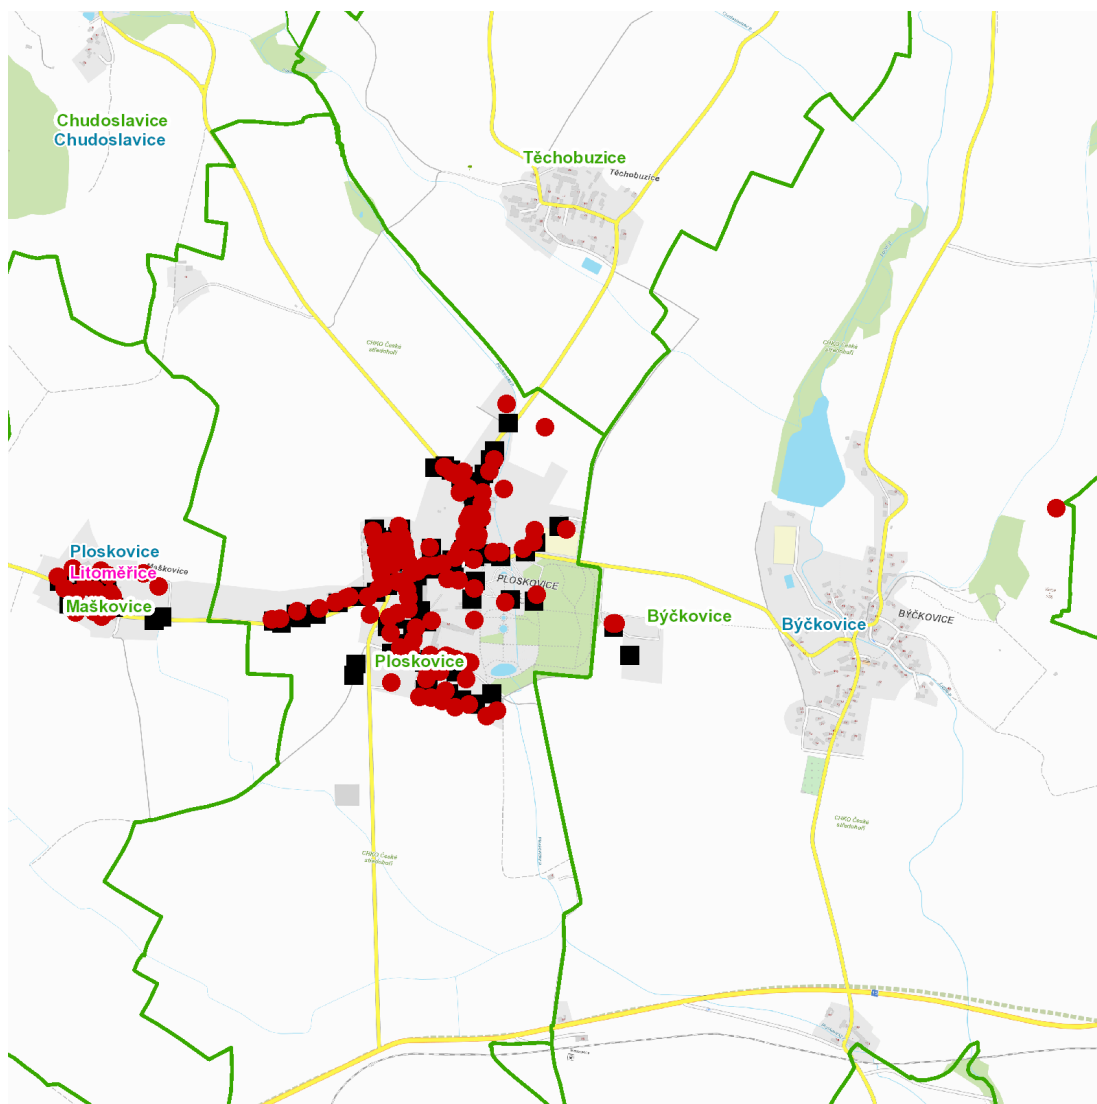 Chudoslavice
Chudoslavice
Těchobuzice
Těchobuzice
CHKO České
středohoří
CHKO České
středohoří
Ploskovice
Maškovice
Litoměřice
Maškovice
PLOSKOVICE
Býčkovice
BÝČKOVICE
Býčkovice
Ploskovice
CHKO České
středohoří
CHKO České
středohoří